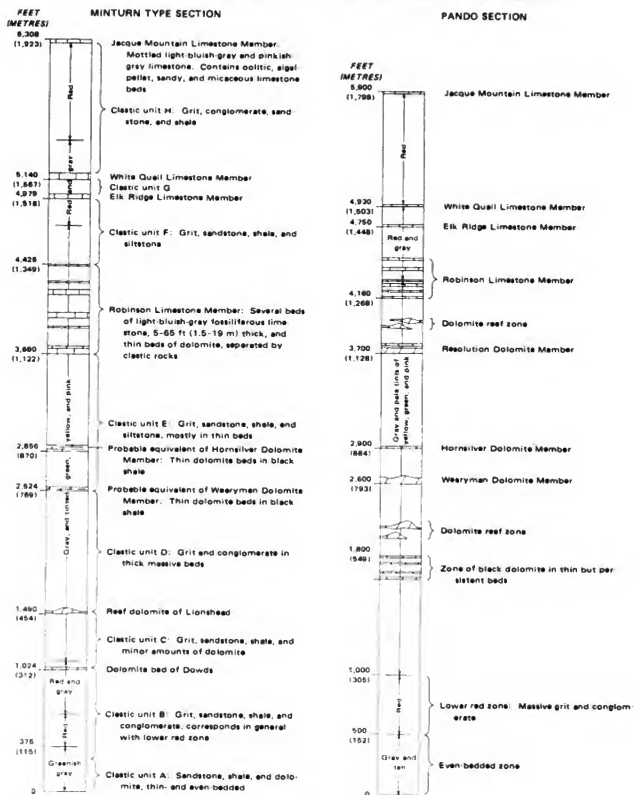 FEET
(METRES)
MINTURN TYPE SECTION
6,308
(1,923)
Jacque Mountain Limestone Member:
Mottled light-bluish-gray and pinkish
gray limestone. Contains oolitic, algal
pellet, sandy, and micaceous limestone
beds
Red
Clastic unit H: Grit, conglomerate, sand
stone, and shale
gray
5,140
(1,567)
White Quail Limestone Member
Red and
Clastic unit G
4,979
(1,518)
Elk Ridge Limestone Member
Red
Clastic unit F: Grit, sandstone, shale, and
siltstone
4,426
(1,349)
Robinson Limestone Member: Several beds
of light-bluish-gray fossiliferous lime
stone, 5-65 ft (1.5-19 m) thick, and
thin beds of dolomite, separated by
clastic rocks
3,680
(1,122)
yellow, and pink
Clastic unit E: Grit, sandstone, shale, and
siltstone, mostly in thin beds
2,856
(870)
Probable equivalent of Hornsilver Dolomite
Member: Thin dolomite beds in black
shale
green,
2,524
(769)
Probable equivalent of Wearyman Dolomite
Member. Thin dolomite beds in black
shale
Gray, and tinted
Clastic unit D: Grit and conglomerate in
thick massive beds
1,490
(454)
Reef dolomite of Lionshead
Clastic unit C: Grit, sandstone, shale, and
minor amounts of dolomite
1,024
(312)
Dolomite bed of Dowds
Red and
gray
Clastic unit B: Grit, sandstone, shale, and
conglomerate, corresponds in general
with lower red zone
Red
376
(115)
Greenish
gray
Clastic unit A: Sandstone, shale, and dolo-
mite, thin- and even-bedded
0
PANDO SECTION
FEET
(METRES)
5,900
(1,798)
Jacque Mountain Limestone Member
Red
4,930
(1,503)
White Quail Limestone Member
4,750
(1,448)
Elk Ridge Limestone Member
Red and
gray
Robinson Limestone Member
4,160
(1,268)
Dolomite reef zone
3,700
(1,128)
Resolution Dolomite Member
Gray and pale tints of
yellow, green, and pink
2,900
(884)
Hornsilver Dolomite Member
2,600
(793)
Wearyman Dolomite Member
Dolomite reef zone
1,800
(549)
Zone of black dolomite in thin but per
sistent beds
1,000
(305)
Red
Lower red zone: Massive grit and conglom
erate
500
(152)
Gray and
tan
Even-bedded zone
0